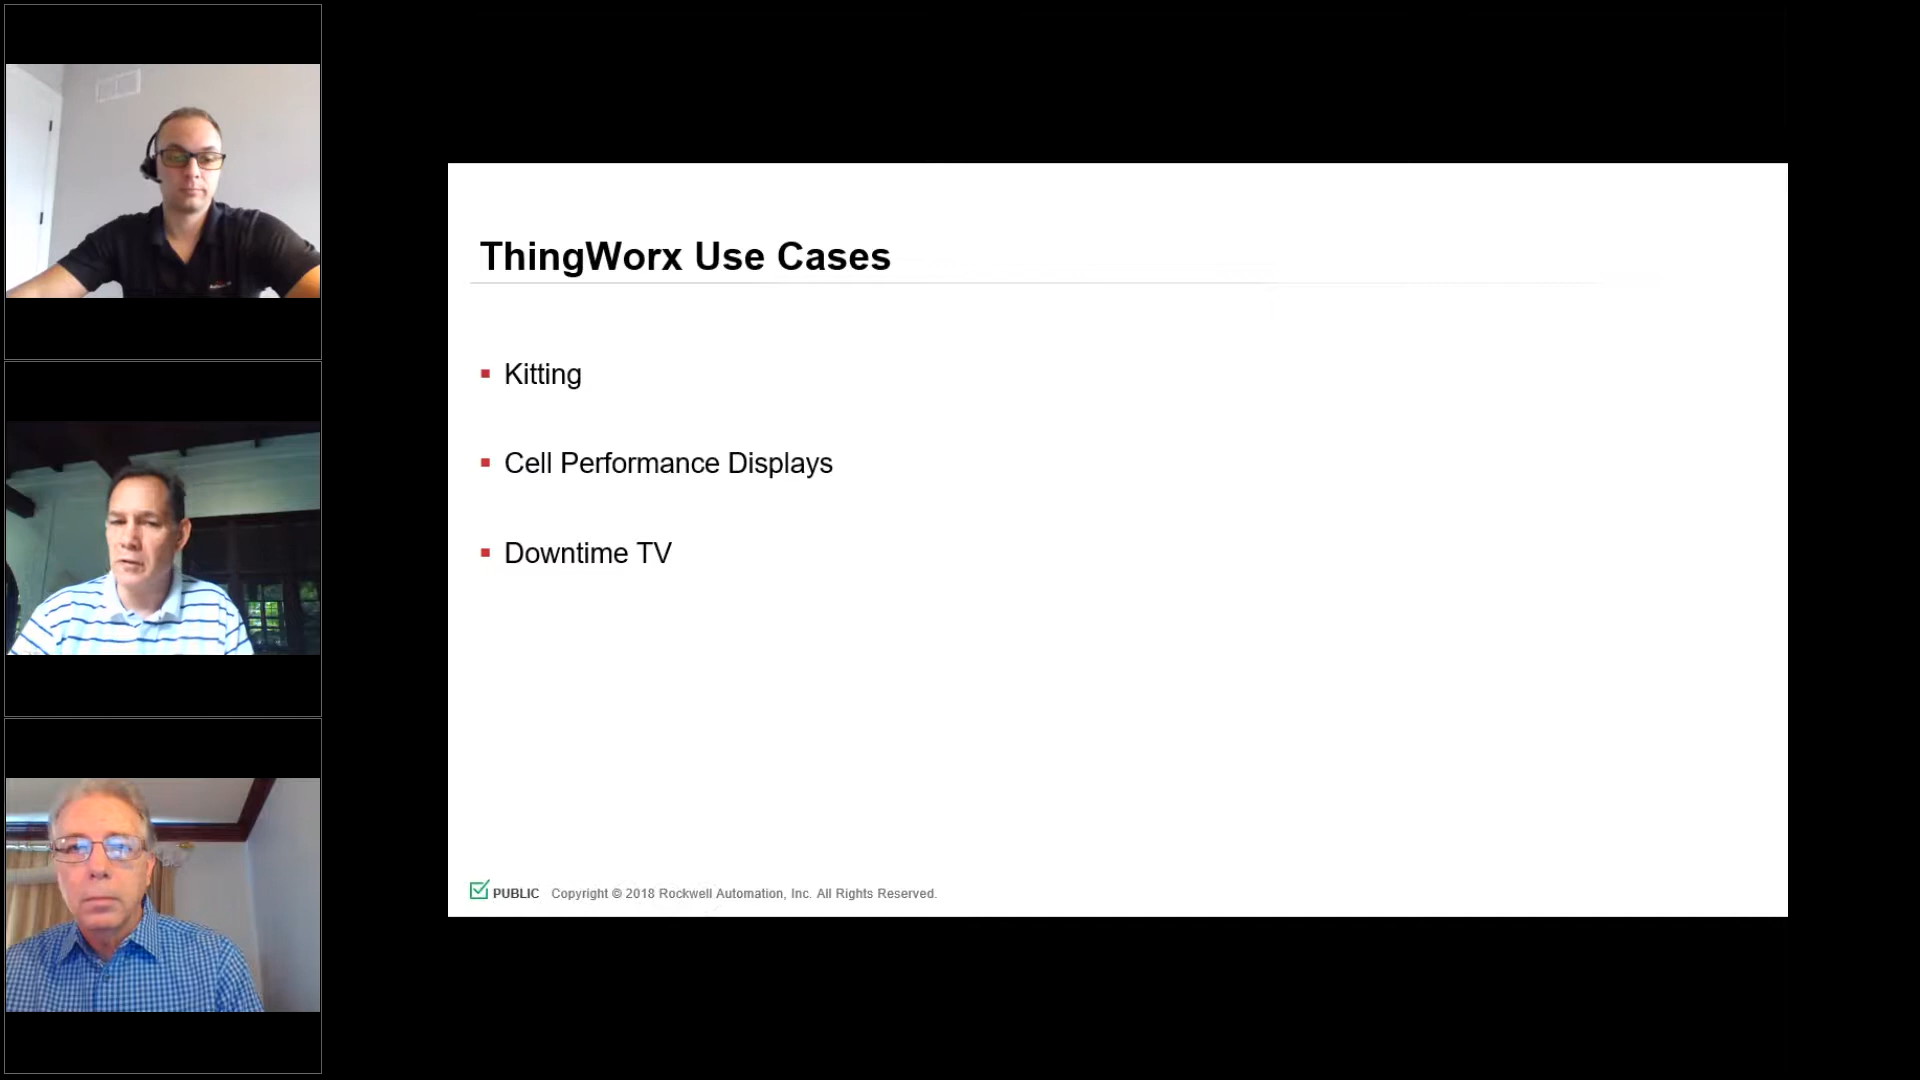 ThingWorx Use Cases
Kitting
Cell Performance Displays
Downtime TV
PUBLIC Copyright © 2018 Rockwell Automation, Inc. All Rights Reserved.